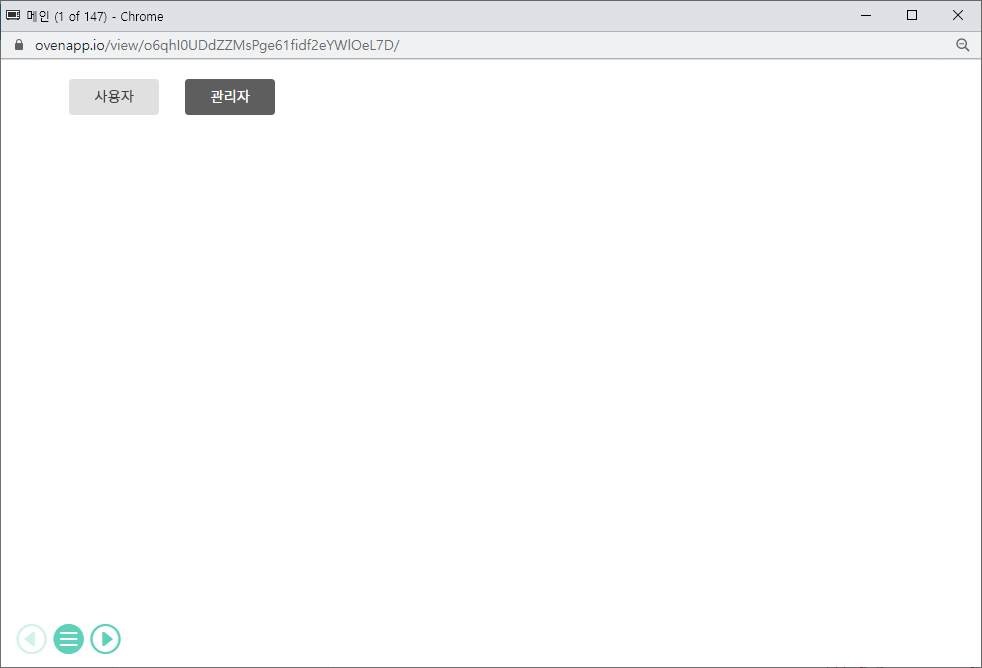 메인 (1 of 147) - Chrome
ovenapp.io/view/o6qhI0UDdZZMsPge61fidf2eYWlOeL7D/
사용자 관리자